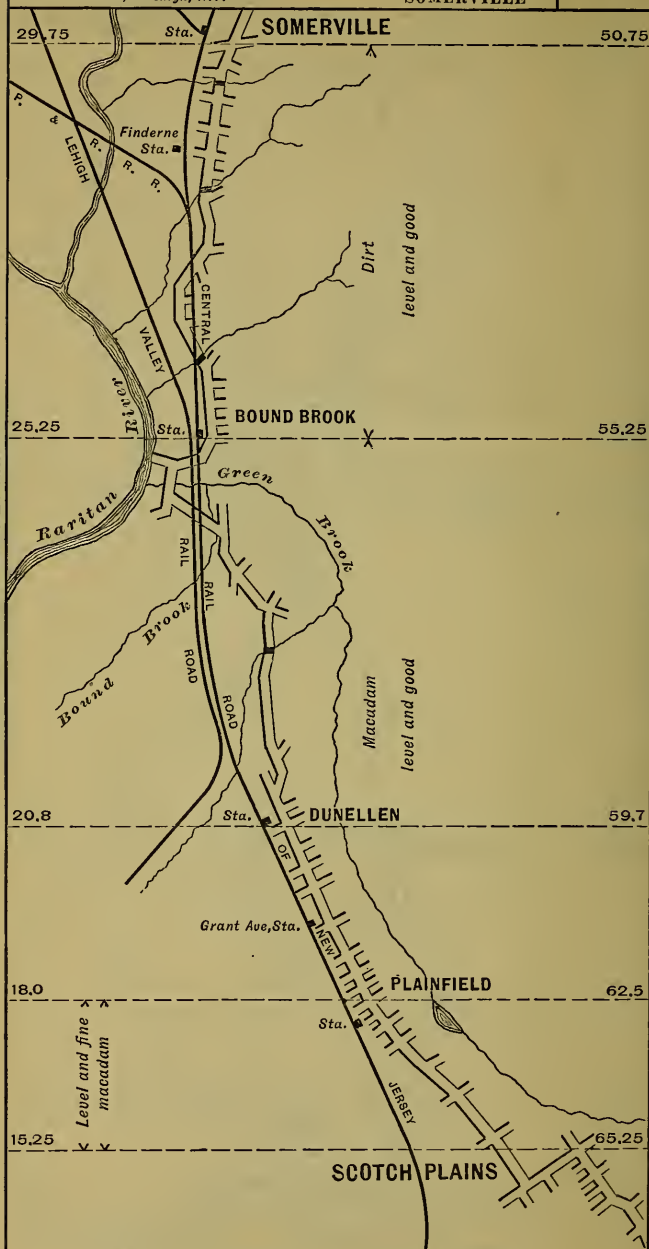 SOMERVILLE
29.75
Sta.
SOMERVILLE
50.75
P. & R. R. R.
LEHIGH
Finderne
Sta.
Dirt
level and good
CENTRAL
VALLEY
River
BOUND BROOK
25.25
Sta.
55.25
Green
Brook
Raritan
RAIL
RAIL
Brook
ROAD
Bound
ROAD
Macadam
level and good
20.8
Sta.
DUNELLEN
59.7
OF
Grant Ave, Sta.
NEW
PLAINFIELD
18.0
62.5
Sta.
Level and fine
macadam
JERSEY
15.25
65.25
SCOTCH PLAINS